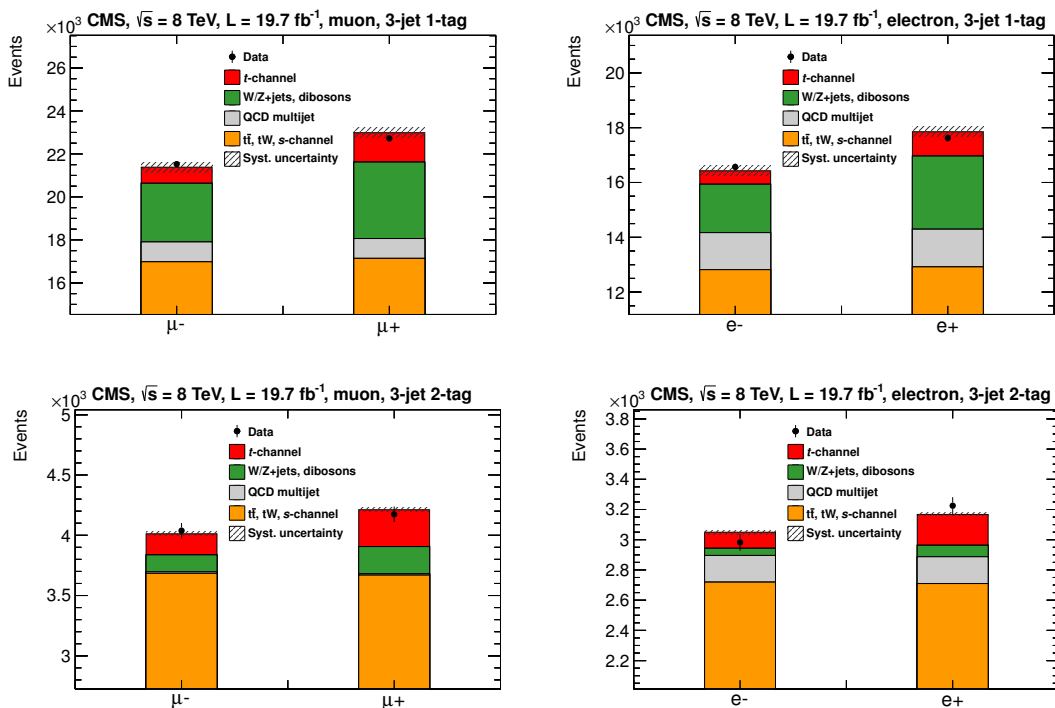 CMS, √s = 8 TeV, L = 19.7 fb⁻¹, muon, 3-jet 1-tag
×10³
Events
22
20
18
16
24
26
Data
t-channel
W/Z+jets, dibosons
QCD multijet
tt̄, tW, s-channel
Syst. uncertainty
μ-
μ+
CMS, √s = 8 TeV, L = 19.7 fb⁻¹, electron, 3-jet 1-tag
×10³
Events
20
18
16
14
12
Data
t-channel
W/Z+jets, dibosons
QCD multijet
tt̄, tW, s-channel
Syst. uncertainty
e-
e+
CMS, √s = 8 TeV, L = 19.7 fb⁻¹, muon, 3-jet 2-tag
×10³
Events
5
4.5
4
3.5
3
Data
t-channel
W/Z+jets, dibosons
QCD multijet
tt̄, tW, s-channel
Syst. uncertainty
μ-
μ+
CMS, √s = 8 TeV, L = 19.7 fb⁻¹, electron, 3-jet 2-tag
×10³
Events
3.8
3.6
3.4
3.2
3
2.8
2.6
2.4
2.2
Data
t-channel
W/Z+jets, dibosons
QCD multijet
tt̄, tW, s-channel
Syst. uncertainty
e-
e+